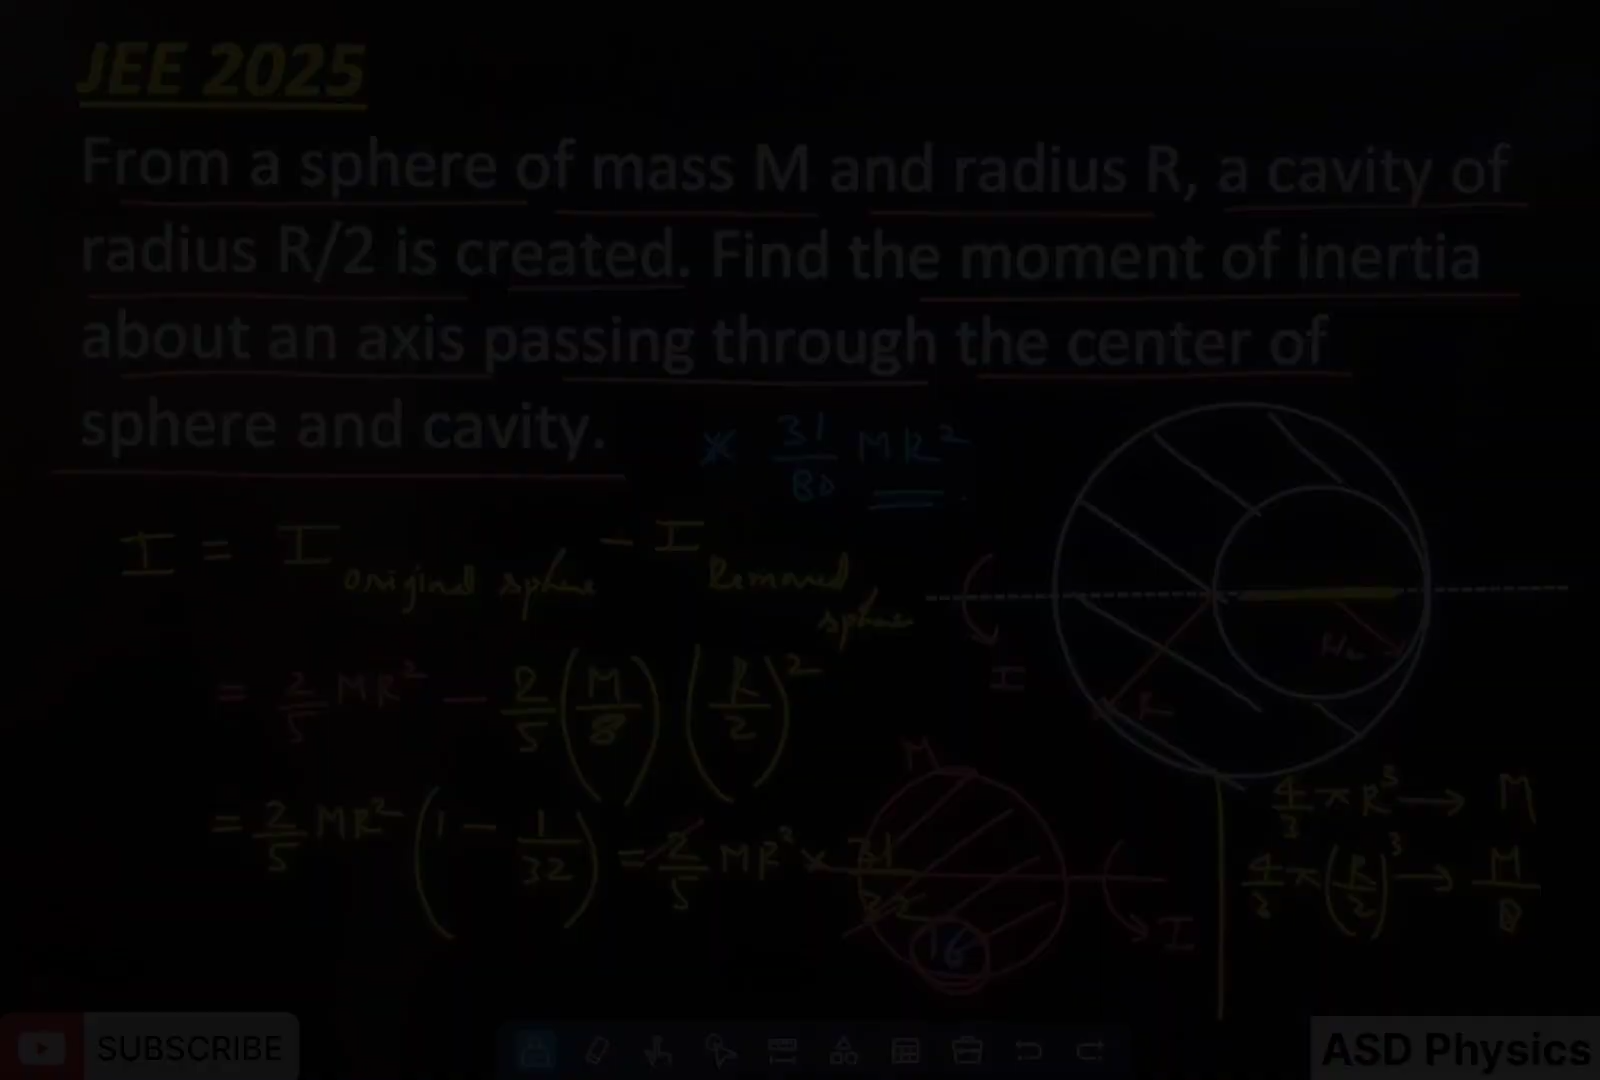 JEE 2025
From a sphere of mass M and radius R, a cavity of
radius R/2 is created. Find the moment of inertia
about an axis passing through the center of
sphere and cavity.
* 31/80 MR²
I = I original sphere - I Removed sphere
= 2/5 MR² - 2/5 (M/8) (R/2)²
= 2/5 MR² (1 - 1/32) = 2/5 MR² × 31/32
16
I
R
M
I
4/3 π R³ → M
4/3 π (R/2)³ → M/8
SUBSCRIBE
ASD Physics